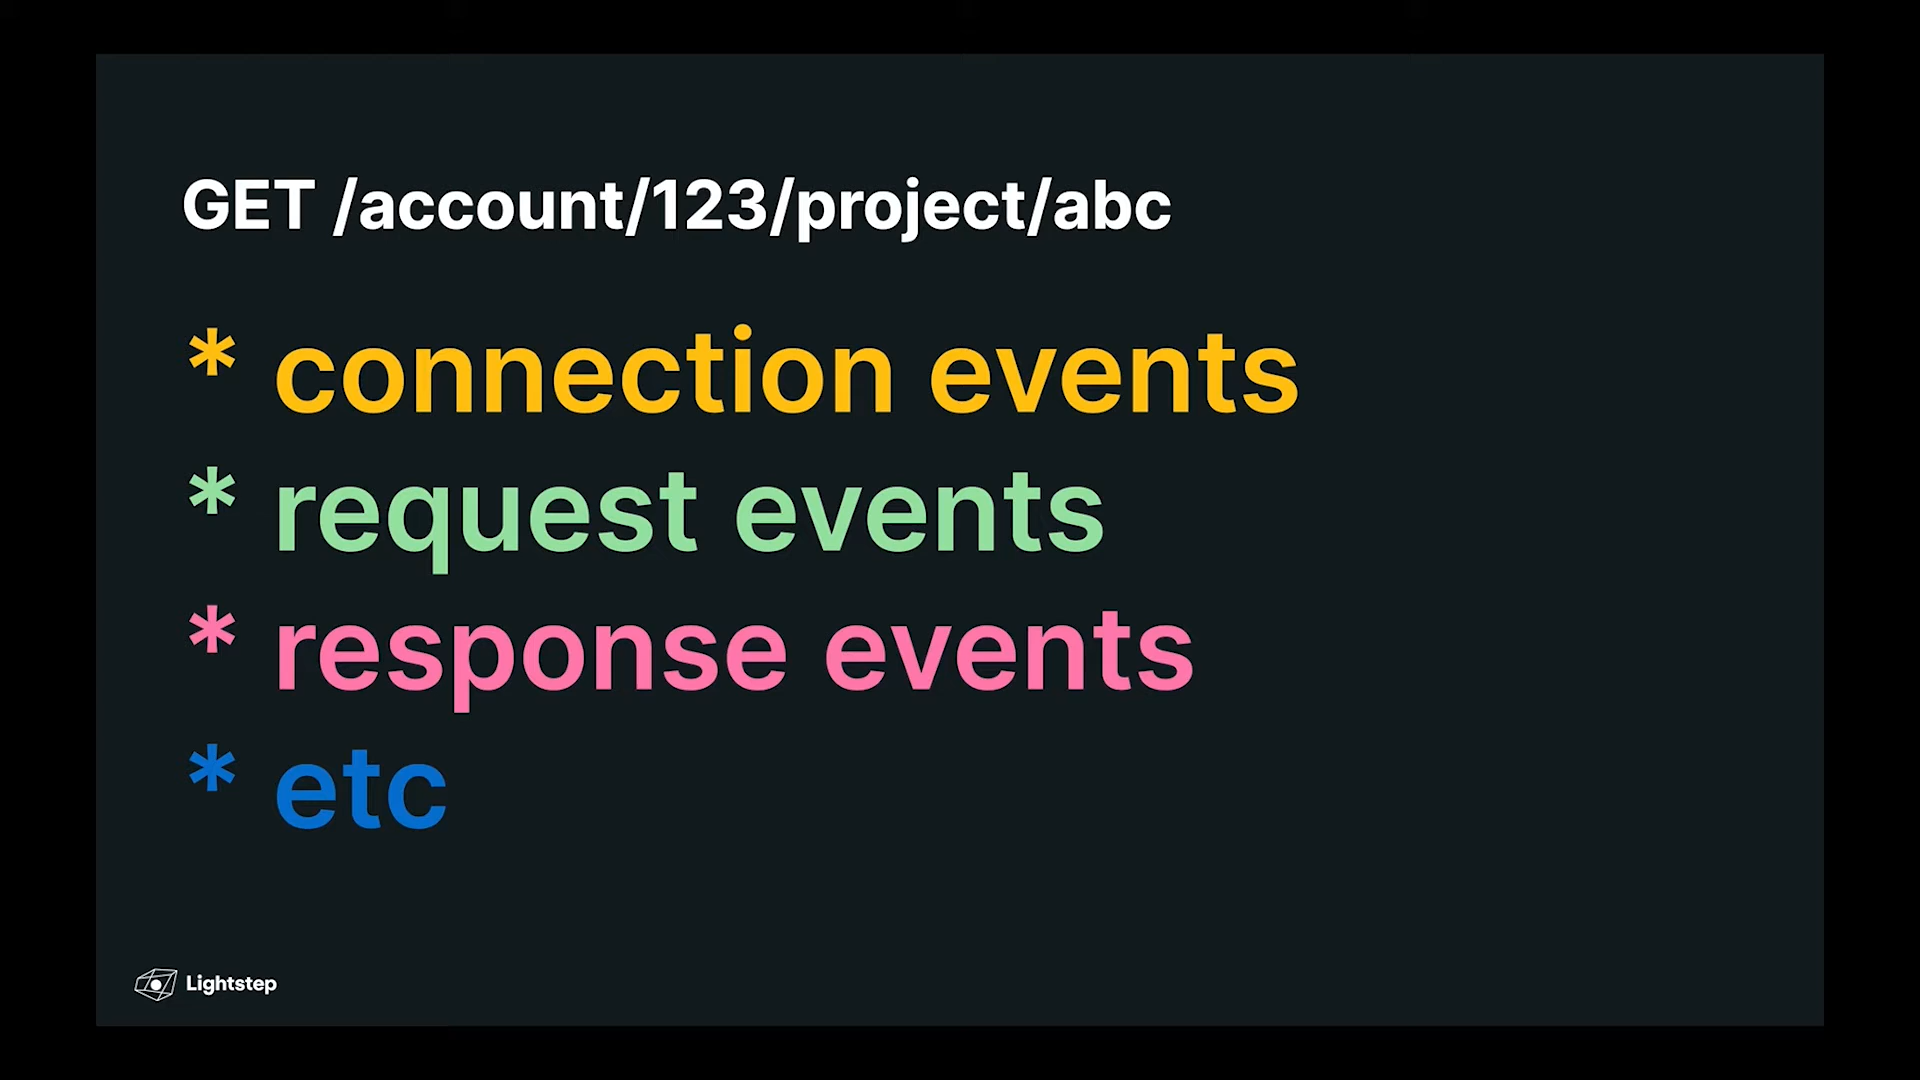 GET /account/123/project/abc
* connection events
* request events
* response events
* etc
Lightstep